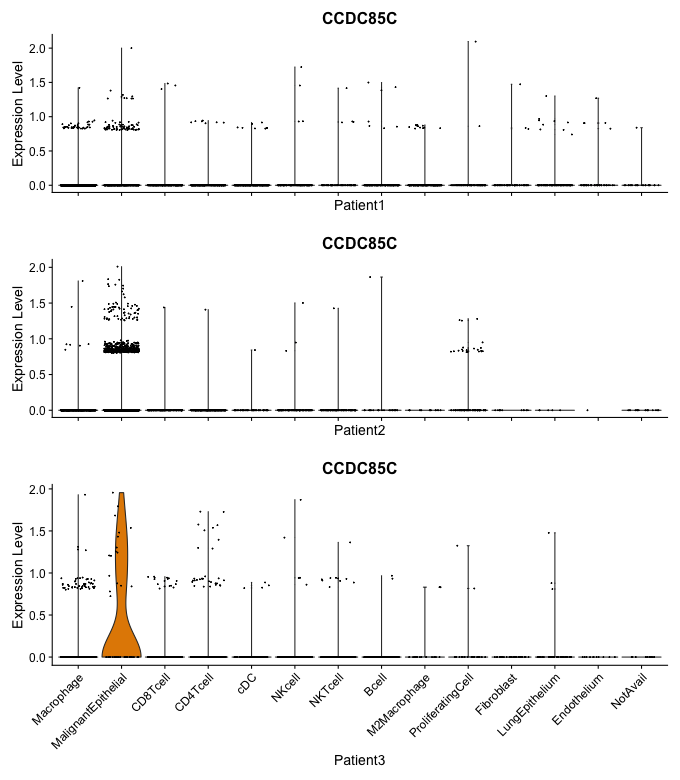 CCDC85C
Expression Level
2.0
1.5
1.0
0.5
0.0
Patient1
CCDC85C
Expression Level
2.0
1.5
1.0
0.5
0.0
Patient2
CCDC85C
Expression Level
2.0
1.5
1.0
0.5
0.0
Macrophage
MalignantEpithelial
CD8Tcell
CD4Tcell
cDC
NKcell
NKTcell
Bcell
M2Macrophage
ProliferatingCell
Fibroblast
LungEpithelium
Endothelium
NotAvail
Patient3